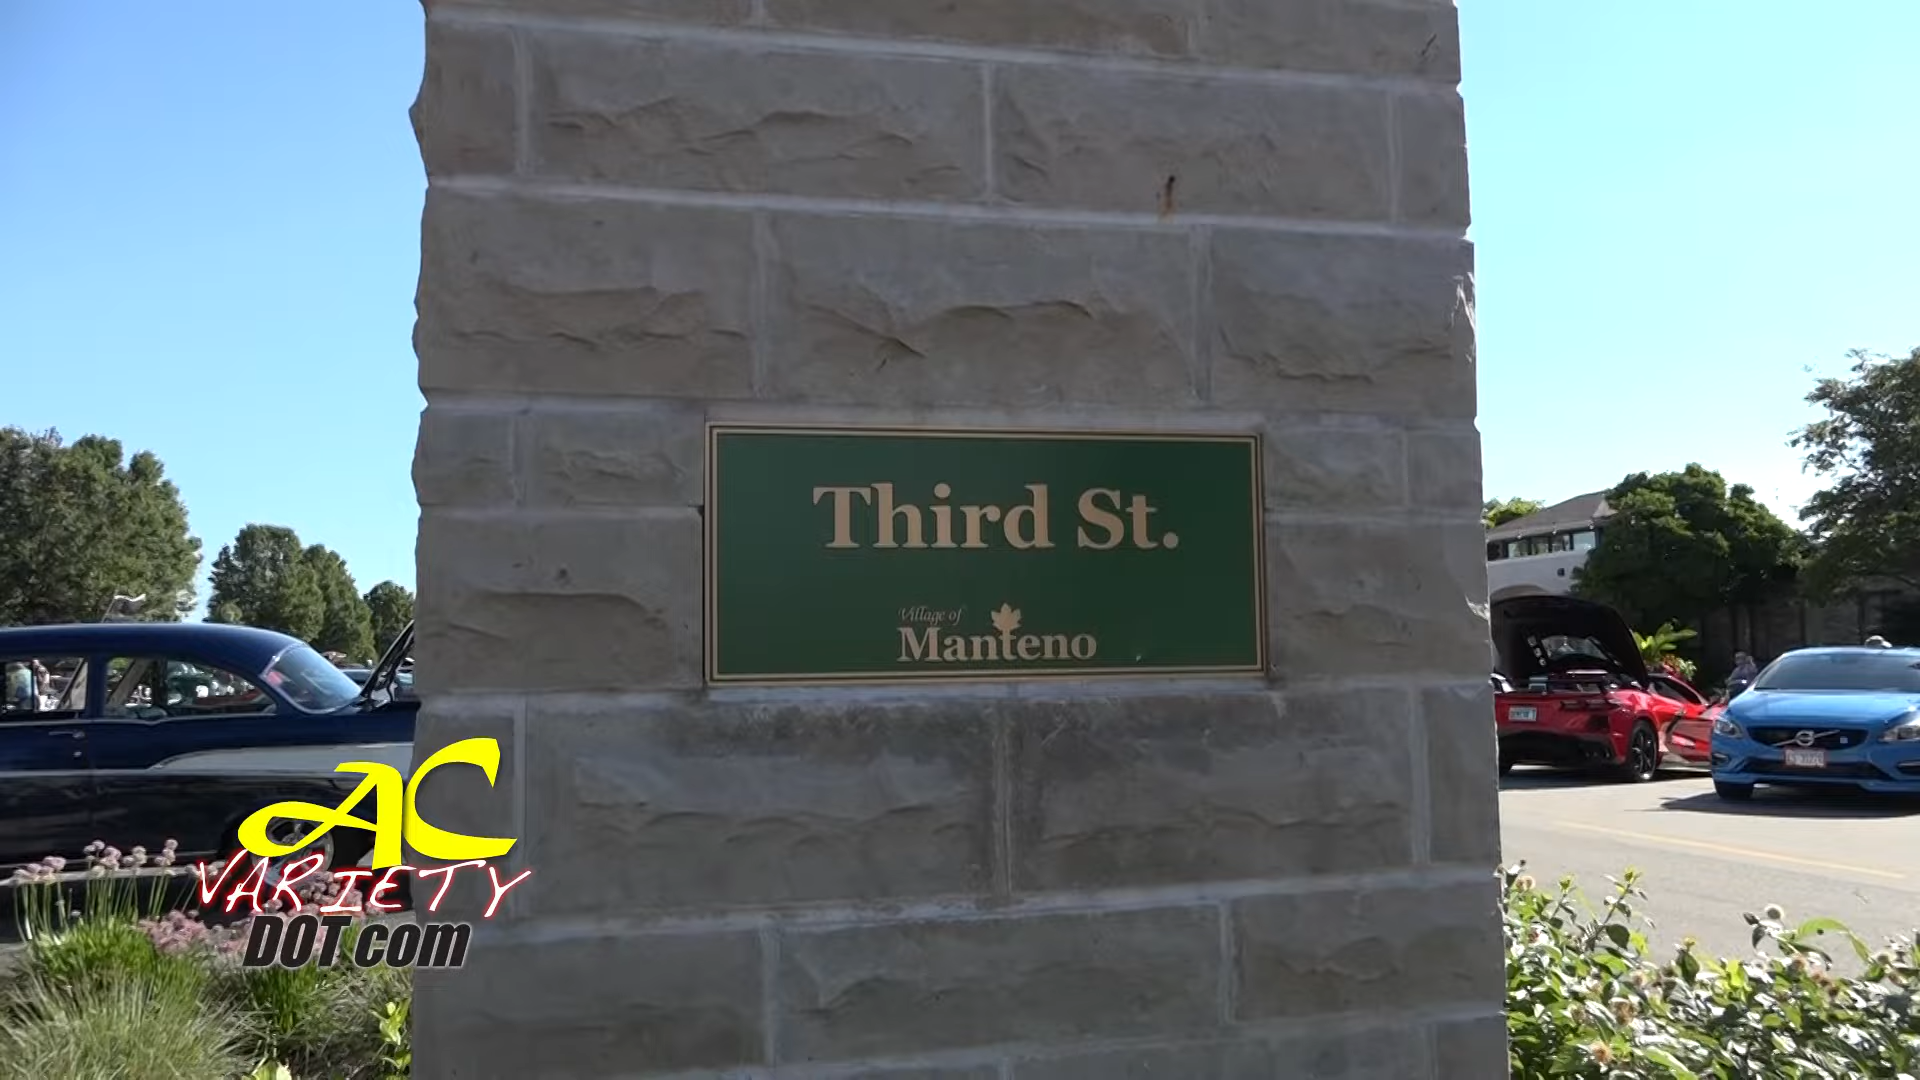 Third St.
Village of
Manteno
AC
VARIETY
DOT com